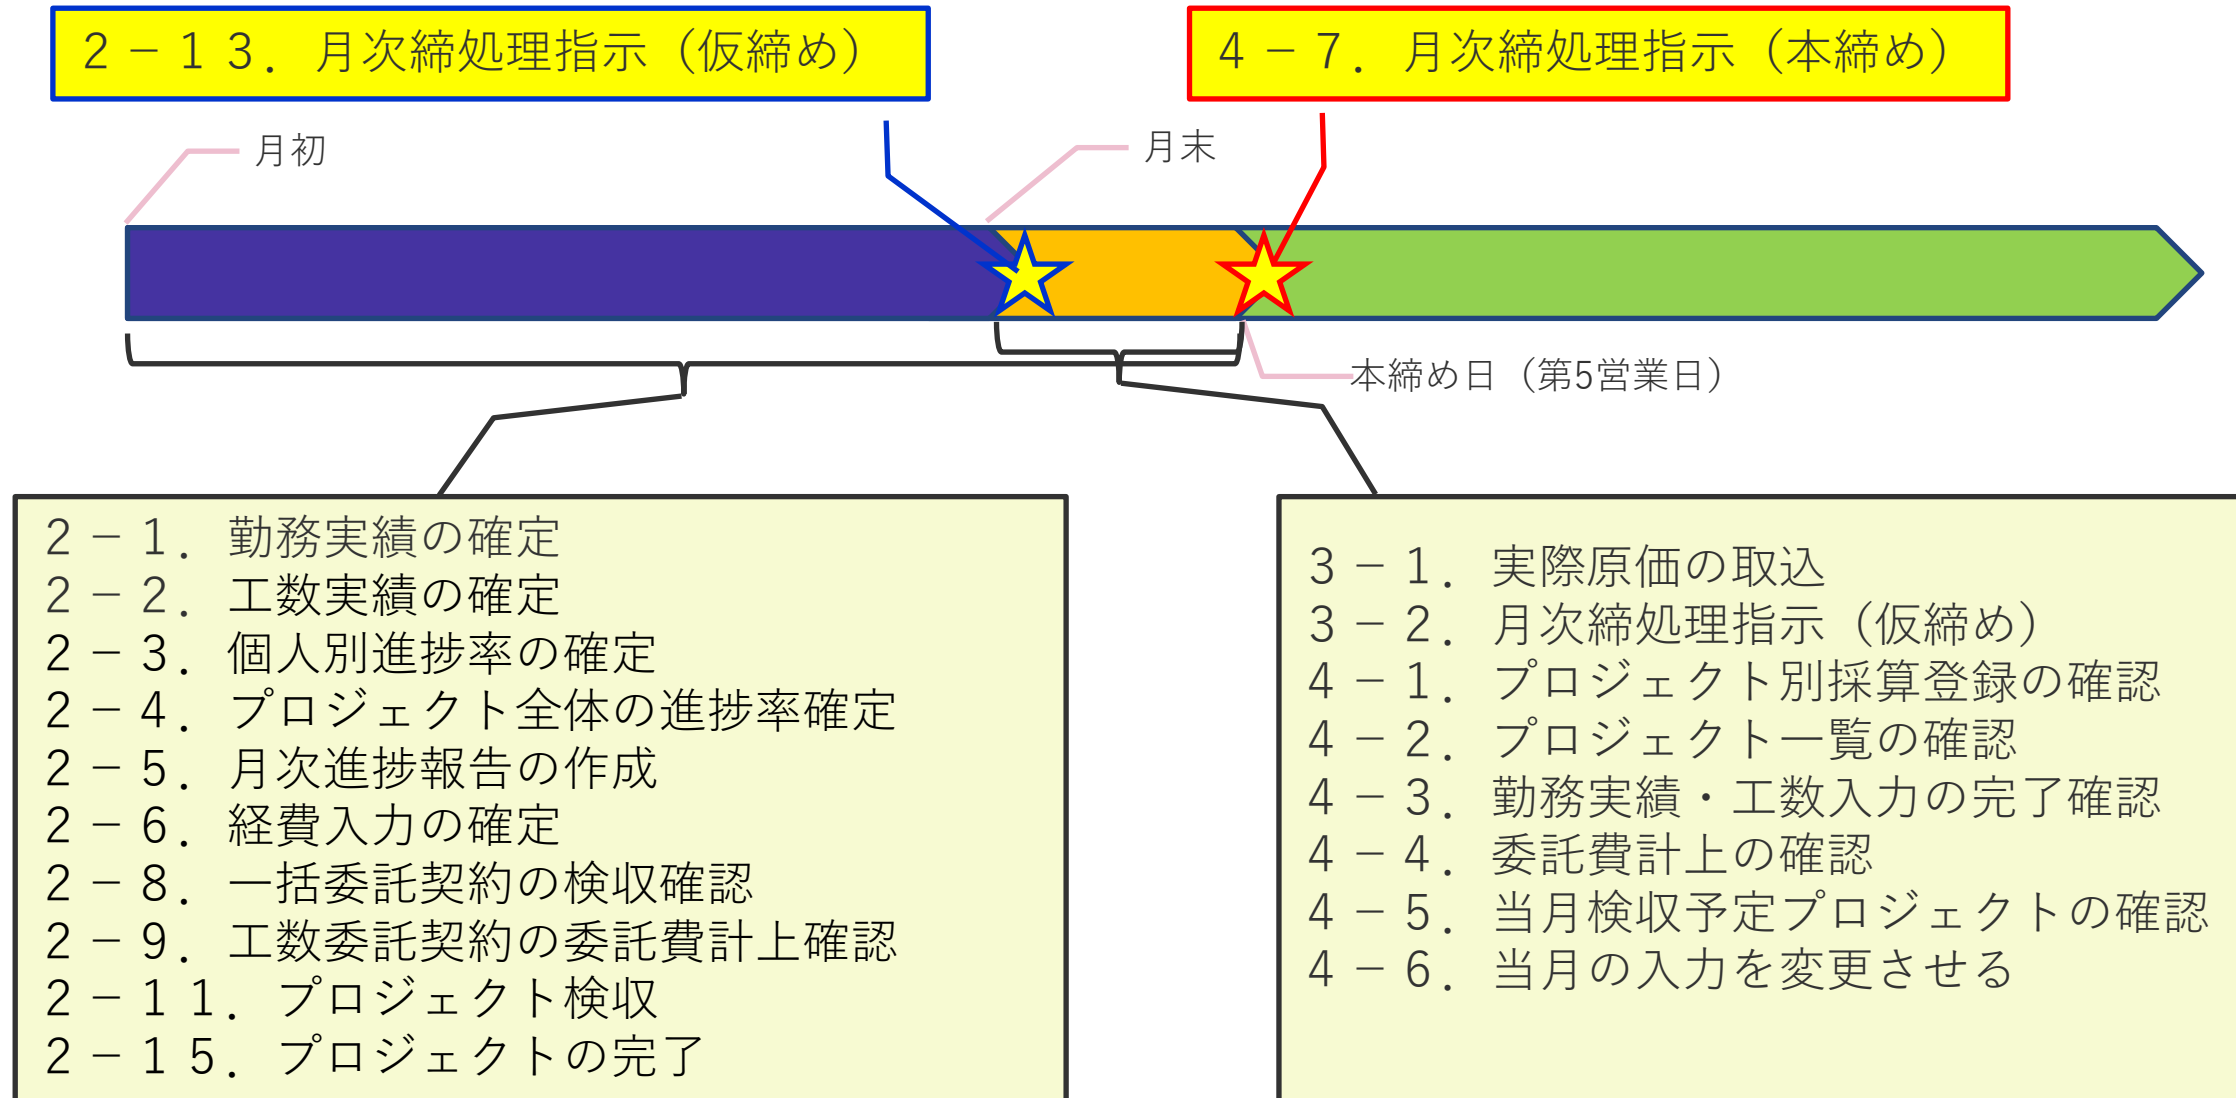 ２－１３．月次締処理指示（仮締め）
４－７．月次締処理指示（本締め）
月初
月末
本締め日（第5営業日）
２－１．勤務実績の確定
２－２．工数実績の確定
２－３．個人別進捗率の確定
２－４．プロジェクト全体の進捗率確定
２－５．月次進捗報告の作成
２－６．経費入力の確定
２－８．一括委託契約の検収確認
２－９．工数委託契約の委託費計上確認
２－１１．プロジェクト検収
２－１５．プロジェクトの完了
３－１．実際原価の取込
３－２．月次締処理指示（仮締め）
４－１．プロジェクト別採算登録の確認
４－２．プロジェクト一覧の確認
４－３．勤務実績・工数入力の完了確認
４－４．委託費計上の確認
４－５．当月検収予定プロジェクトの確認
４－６．当月の入力を変更させる